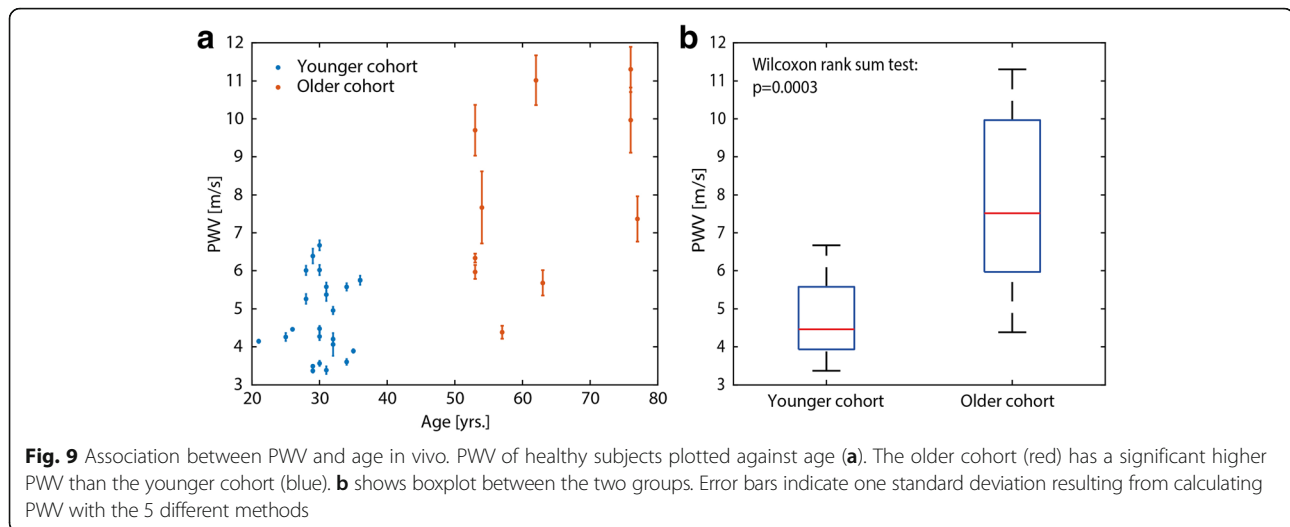 a
12
11
10
9
8
7
6
5
4
3
PWV [m/s]
Younger cohort
Older cohort
20 30 40 50 60 70 80
Age [yrs.]
b
12
11
10
9
8
7
6
5
4
3
PWV [m/s]
Wilcoxon rank sum test:
p=0.0003
Younger cohort Older cohort
Fig. 9 Association between PWV and age in vivo. PWV of healthy subjects plotted against age (a). The older cohort (red) has a significant higher
PWV than the younger cohort (blue). b shows boxplot between the two groups. Error bars indicate one standard deviation resulting from calculating
PWV with the 5 different methods